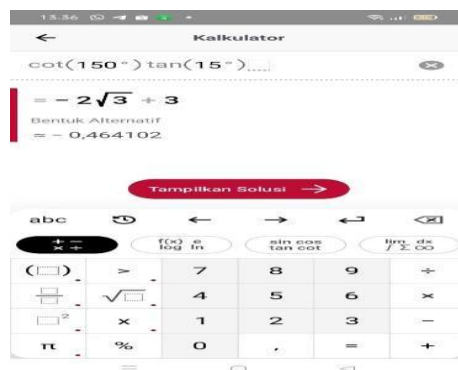 13.36
Kalkulator
cot(150°)tan(15°)
= − 2√3 + 3
Bentuk Alternatif
≈ − 0,464102
Tampilkan Solusi →
abc ← →
+ − × ÷ f(x) e log ln sin cos tan cot lim dx ∫ Σ ∞
(□) > 7 8 9 ÷
√□ 4 5 6 ×
□² × 1 2 3 −
π % 0 , = +